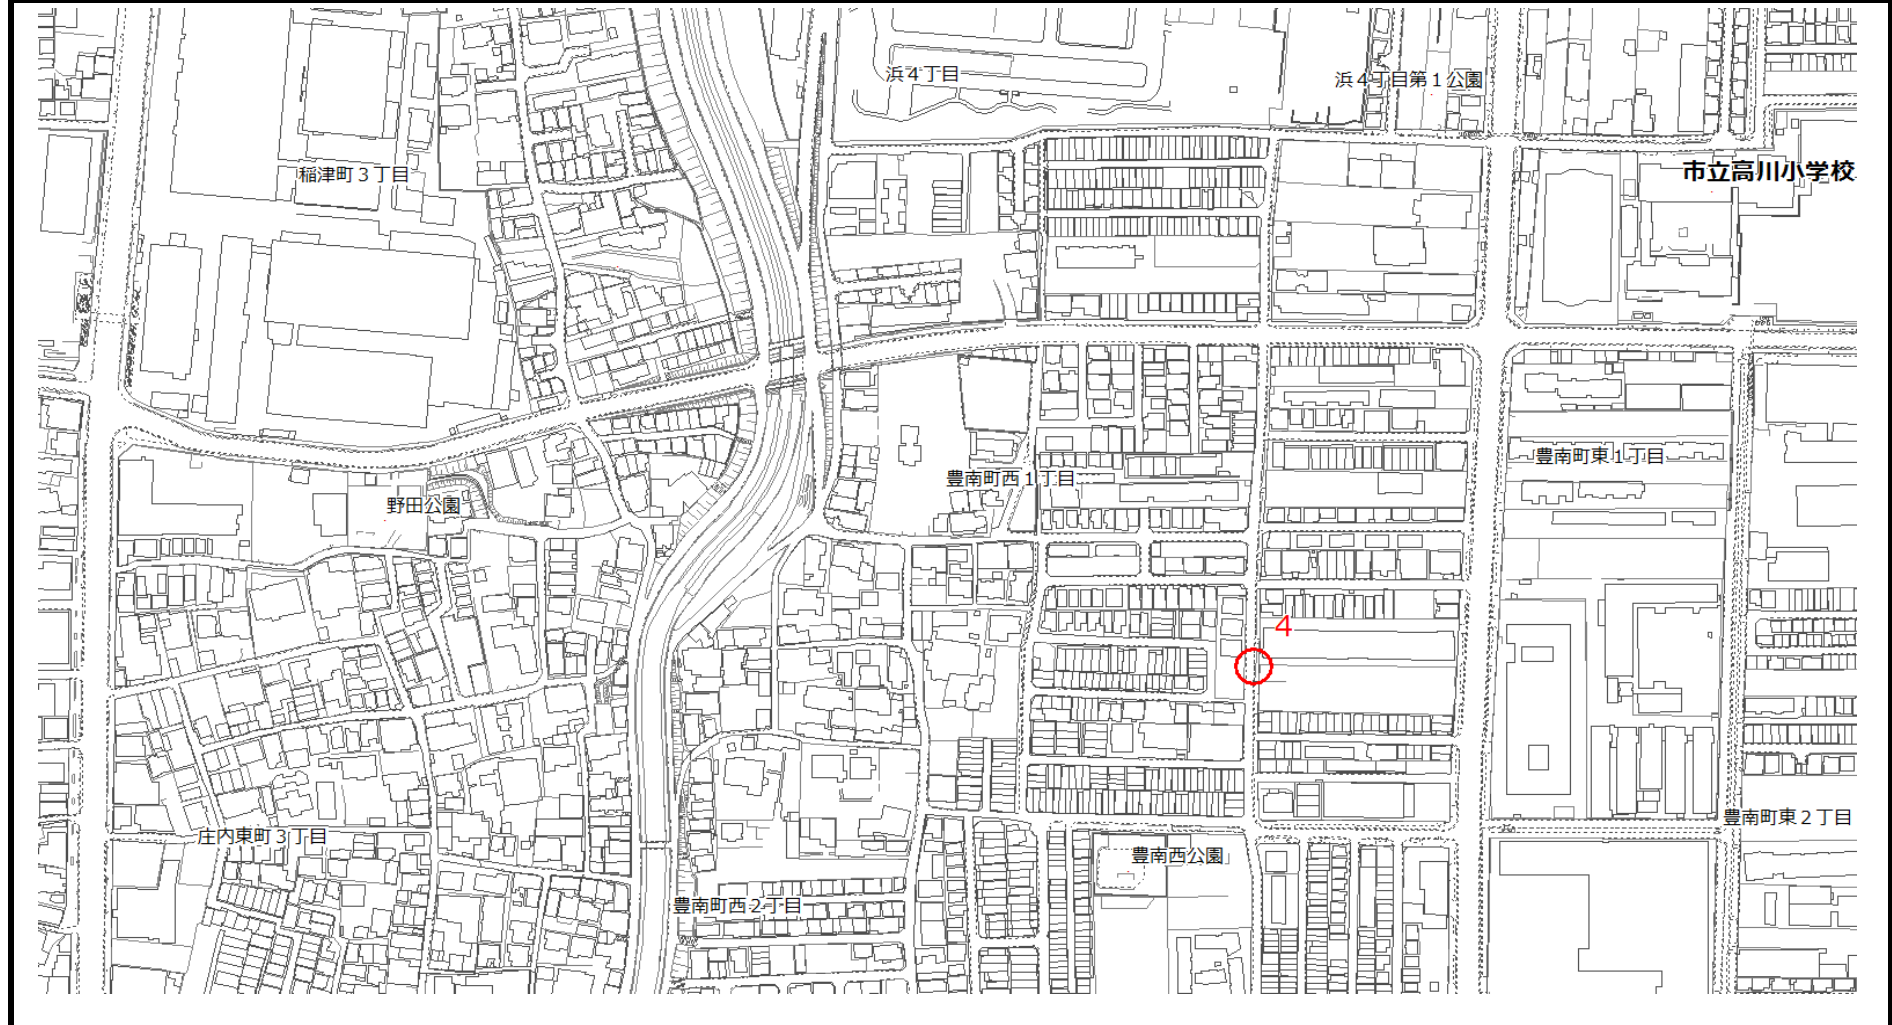 浜４丁目
浜４丁目第１公園
市立高川小学校
稲津町３丁目
豊南町東１丁目
豊南町西１丁目
野田公園
4
豊南町東２丁目
庄内東町３丁目
豊南西公園
豊南町西２丁目